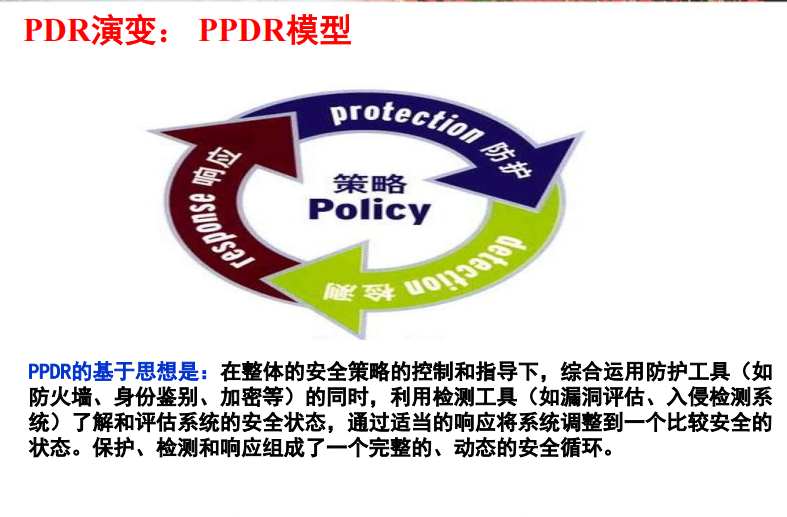 PDR演变： PPDR模型
protection 防护
response 响应
策略
Policy
detection 检测
PPDR的基于思想是：在整体的安全策略的控制和指导下，综合运用防护工具（如
防火墙、身份鉴别、加密等）的同时，利用检测工具（如漏洞评估、入侵检测系
统）了解和评估系统的安全状态，通过适当的响应将系统调整到一个比较安全的
状态。保护、检测和响应组成了一个完整的、动态的安全循环。